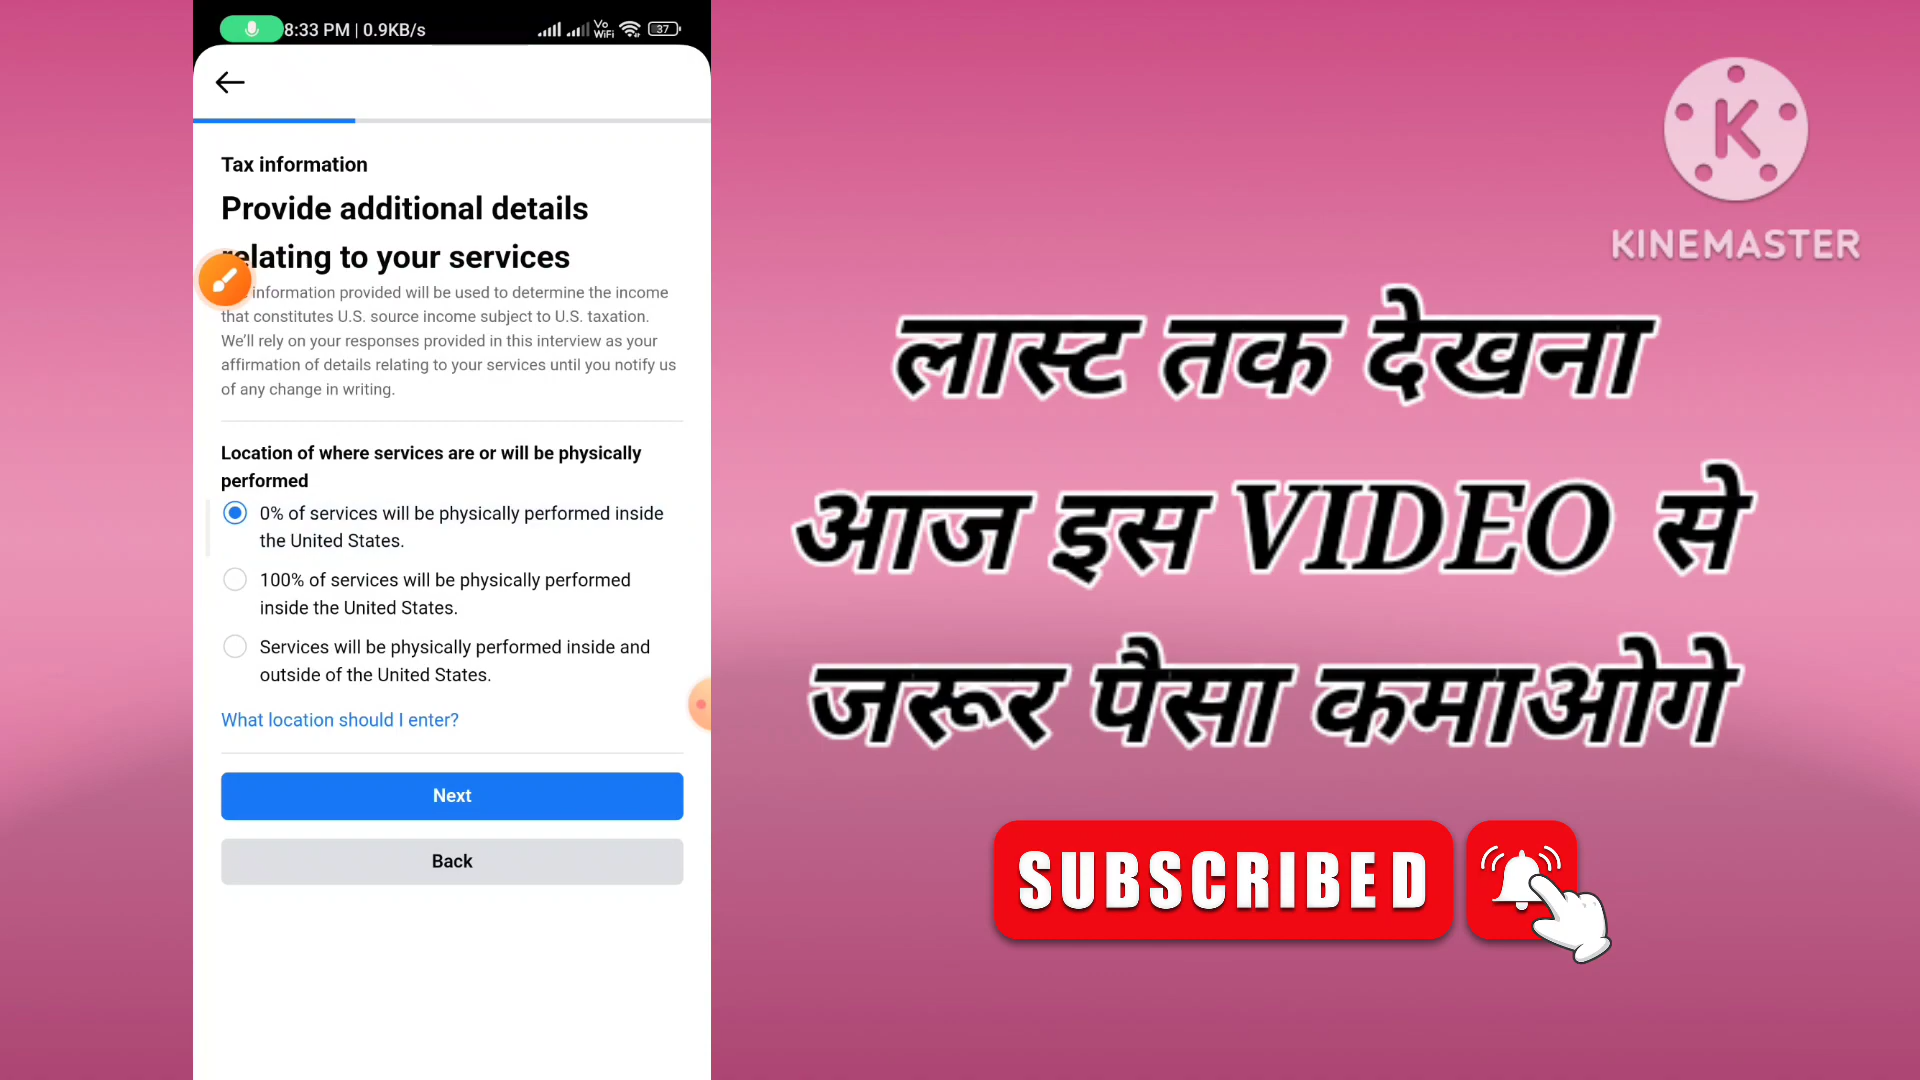 8:33 PM | 0.9KB/s
Vo
WiFi
37
Tax information
Provide additional details
relating to your services
information provided will be used to determine the income
that constitutes U.S. source income subject to U.S. taxation.
We'll rely on your responses provided in this interview as your
affirmation of details relating to your services until you notify us
of any change in writing.
Location of where services are or will be physically
performed
0% of services will be physically performed inside
the United States.
100% of services will be physically performed
inside the United States.
Services will be physically performed inside and
outside of the United States.
What location should I enter?
Next
Back
K
KINEMASTER
लास्ट तक देखना
आज इस VIDEO से
जरूर पैसा कमाओगे
SUBSCRIBED